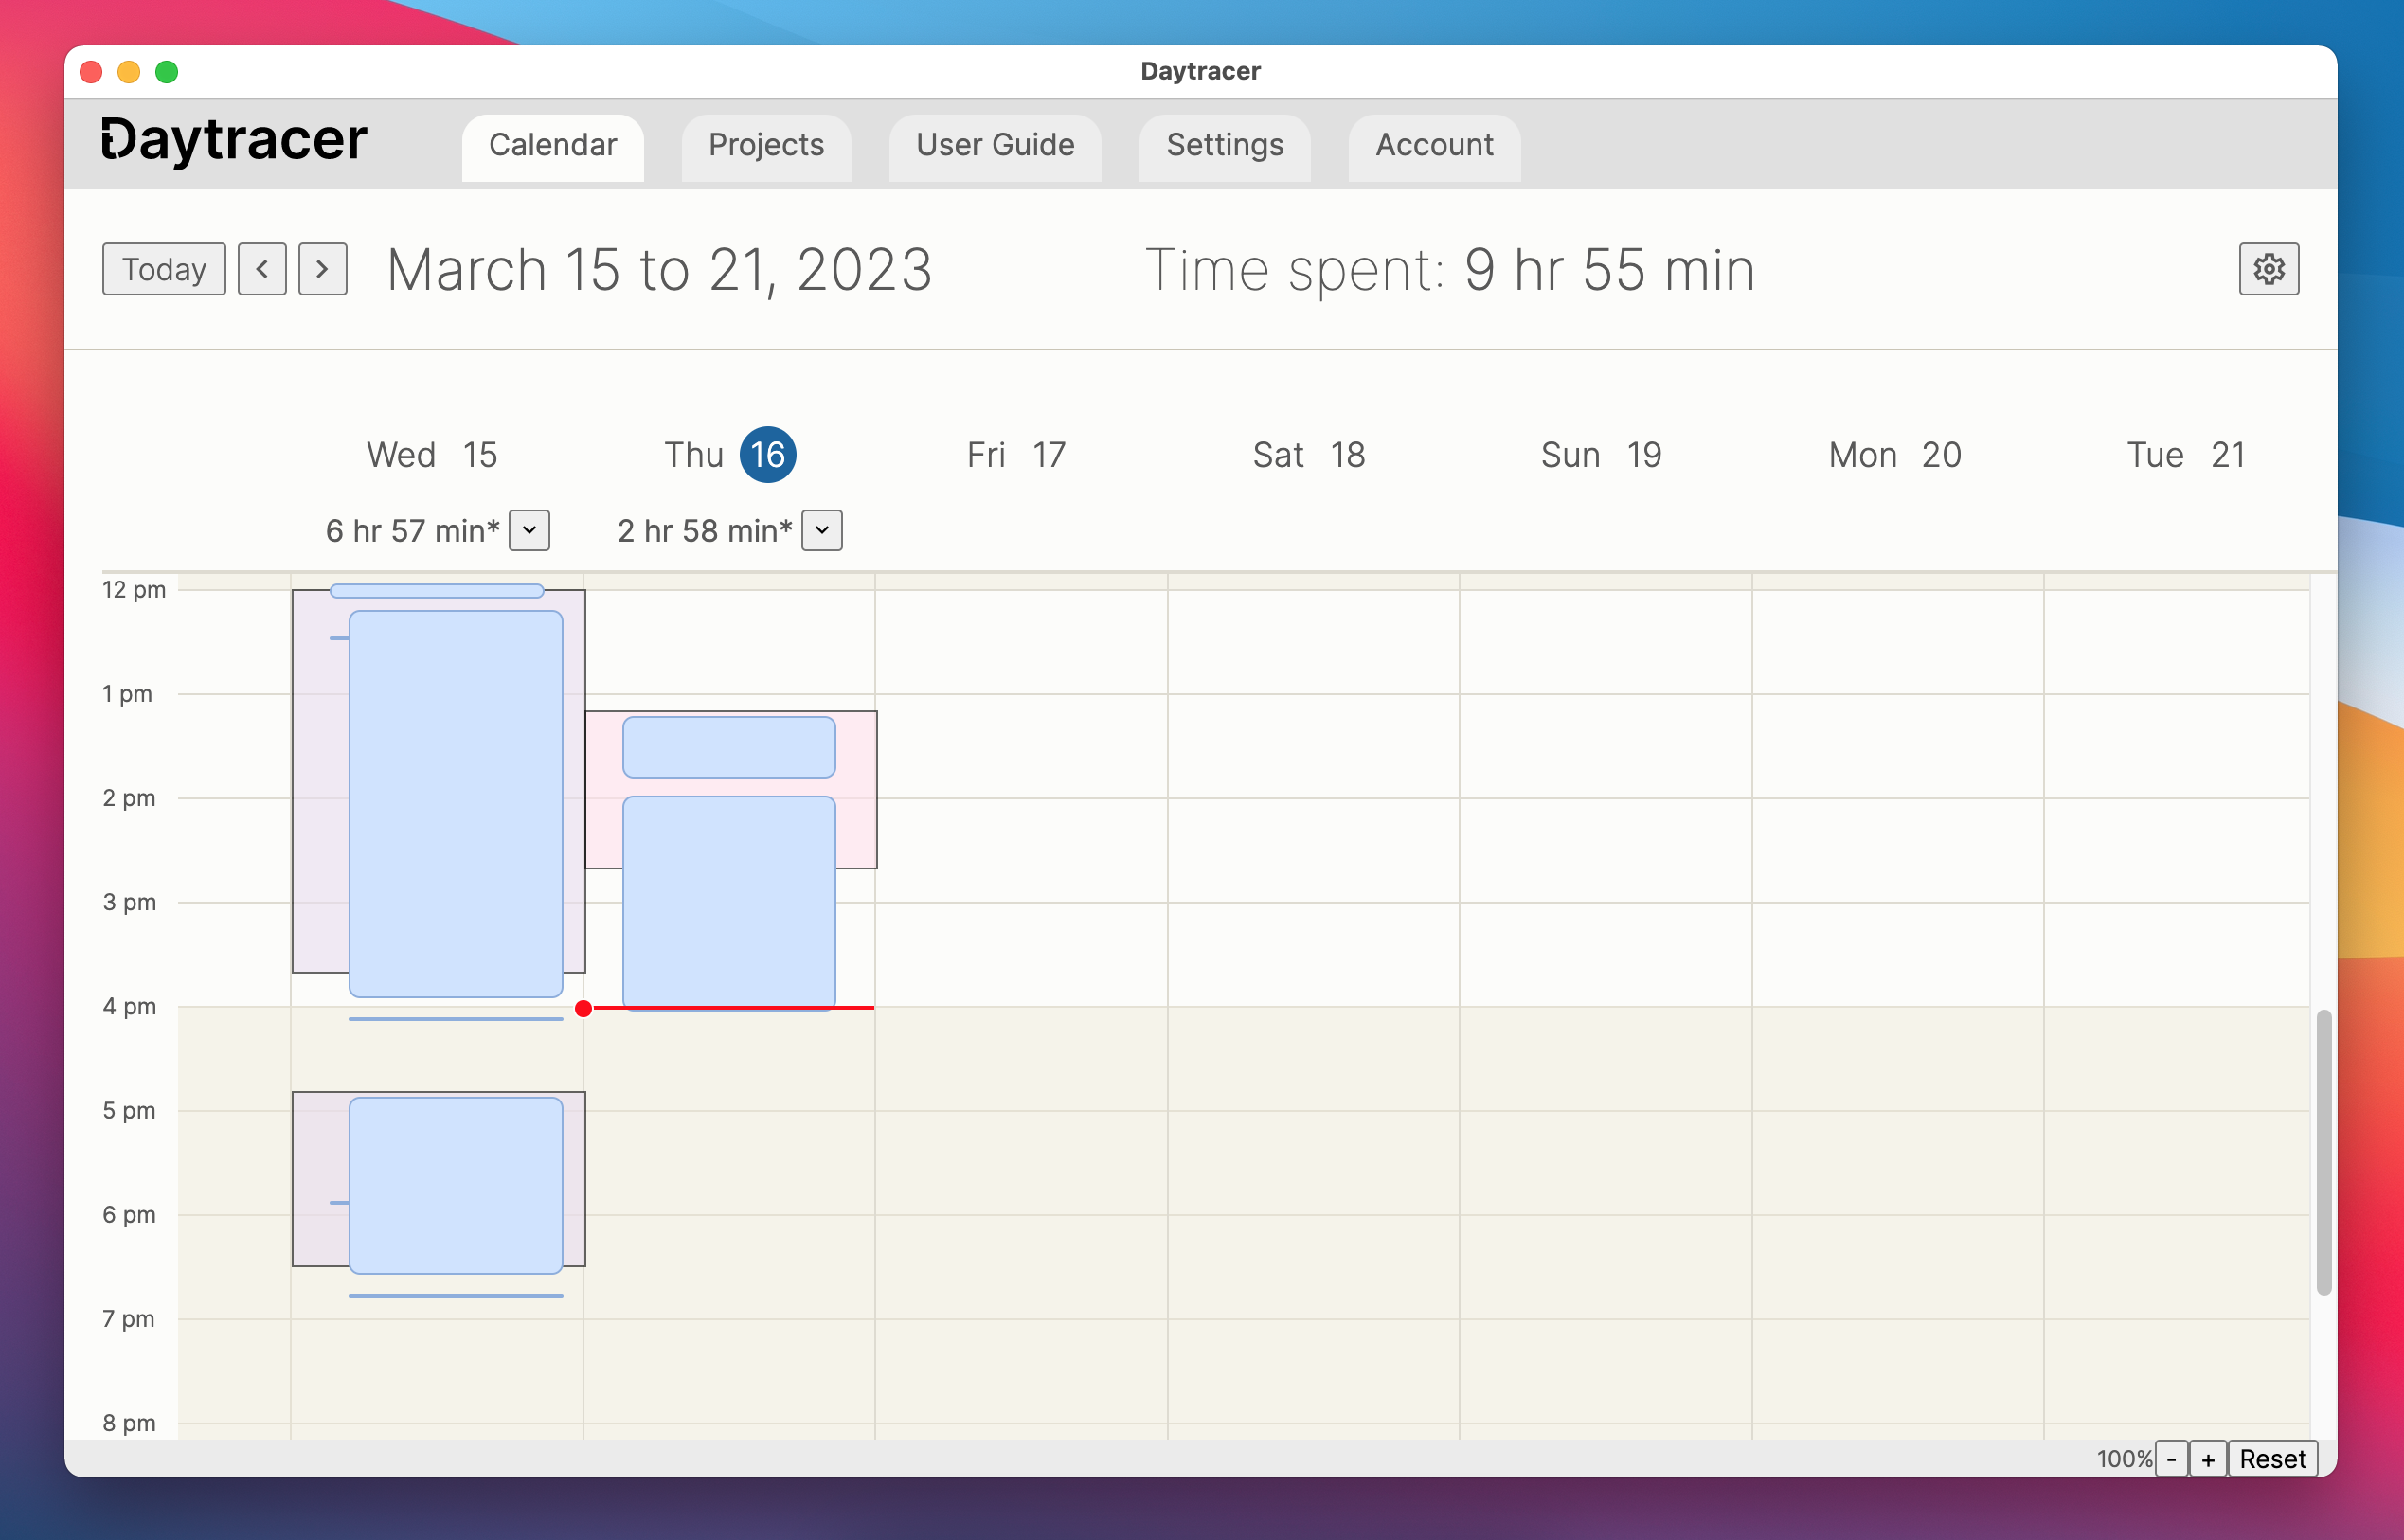 Daytracer
Daytracer Calendar Projects User Guide Settings Account
Today < > March 15 to 21, 2023 Time spent: 9 hr 55 min
Wed 15 Thu 16 Fri 17 Sat 18 Sun 19 Mon 20 Tue 21
6 hr 57 min* 2 hr 58 min*
12 pm
1 pm
2 pm
3 pm
4 pm
5 pm
6 pm
7 pm
8 pm
100% - + Reset